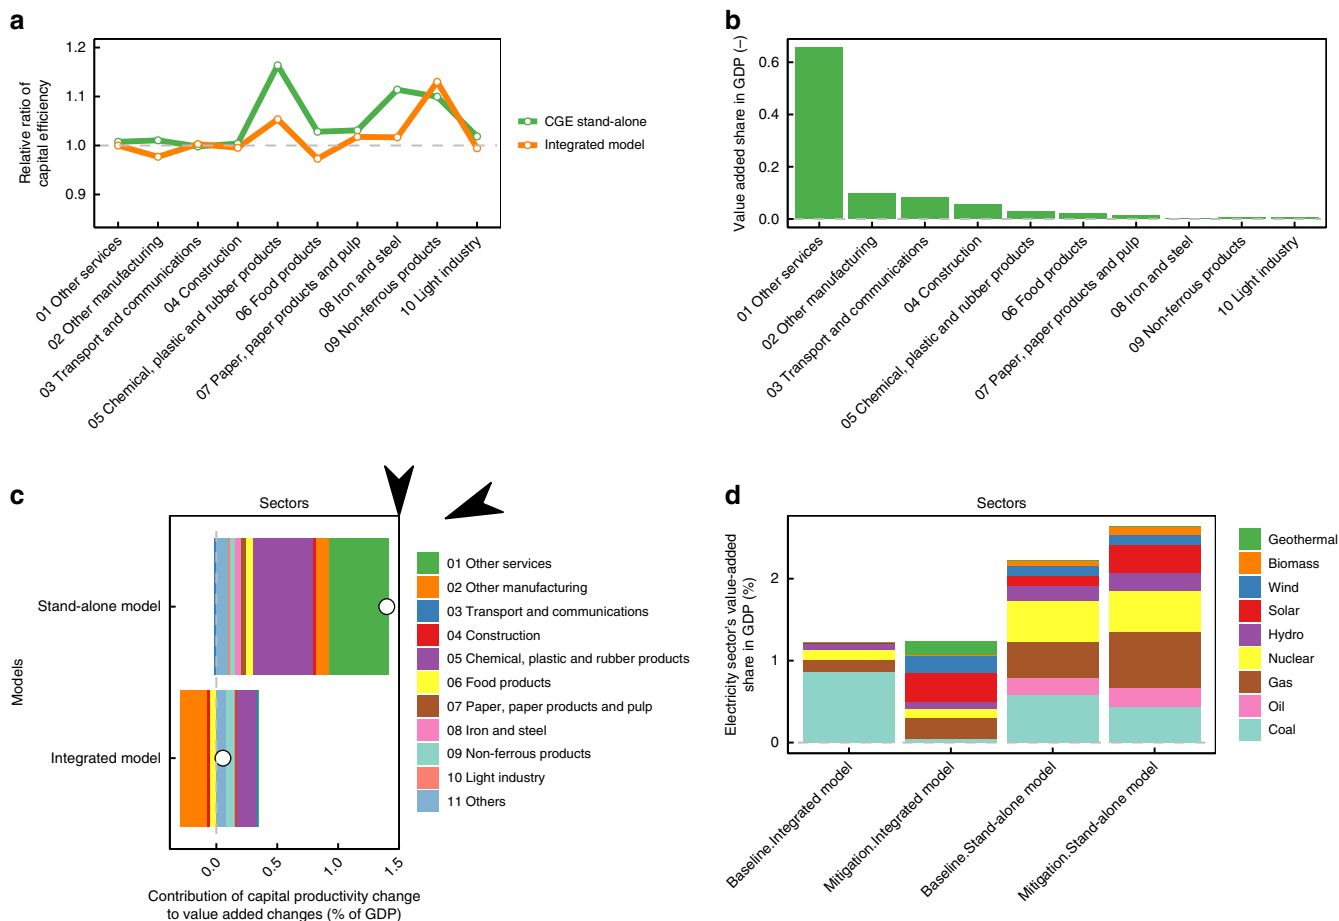 a
1.2
1.1
1.0
0.9
Relative ratio of
capital efficiency
CGE stand-alone
Integrated model
01 Other services
02 Other manufacturing
03 Transport and communications
04 Construction
05 Chemical, plastic and rubber products
06 Food products
07 Paper, paper products and pulp
08 Iron and steel
09 Non-ferrous products
10 Light industry
b
0.6
0.4
0.2
0.0
Value added share in GDP (−)
01 Other services
02 Other manufacturing
03 Transport and communications
04 Construction
05 Chemical, plastic and rubber products
06 Food products
07 Paper, paper products and pulp
08 Iron and steel
09 Non-ferrous products
10 Light industry
c
Sectors
Models
Stand-alone model
Integrated model
0.0
0.5
1.0
1.5
Contribution of capital productivity change
to value added changes (% of GDP)
01 Other services
02 Other manufacturing
03 Transport and communications
04 Construction
05 Chemical, plastic and rubber products
06 Food products
07 Paper, paper products and pulp
08 Iron and steel
09 Non-ferrous products
10 Light industry
11 Others
d
Sectors
Electricity sector's value-added
share in GDP (%)
2
1
0
Baseline.Integrated model
Mitigation.Integrated model
Baseline.Stand-alone model
Mitigation.Stand-alone model
Geothermal
Biomass
Wind
Solar
Hydro
Nuclear
Gas
Oil
Coal